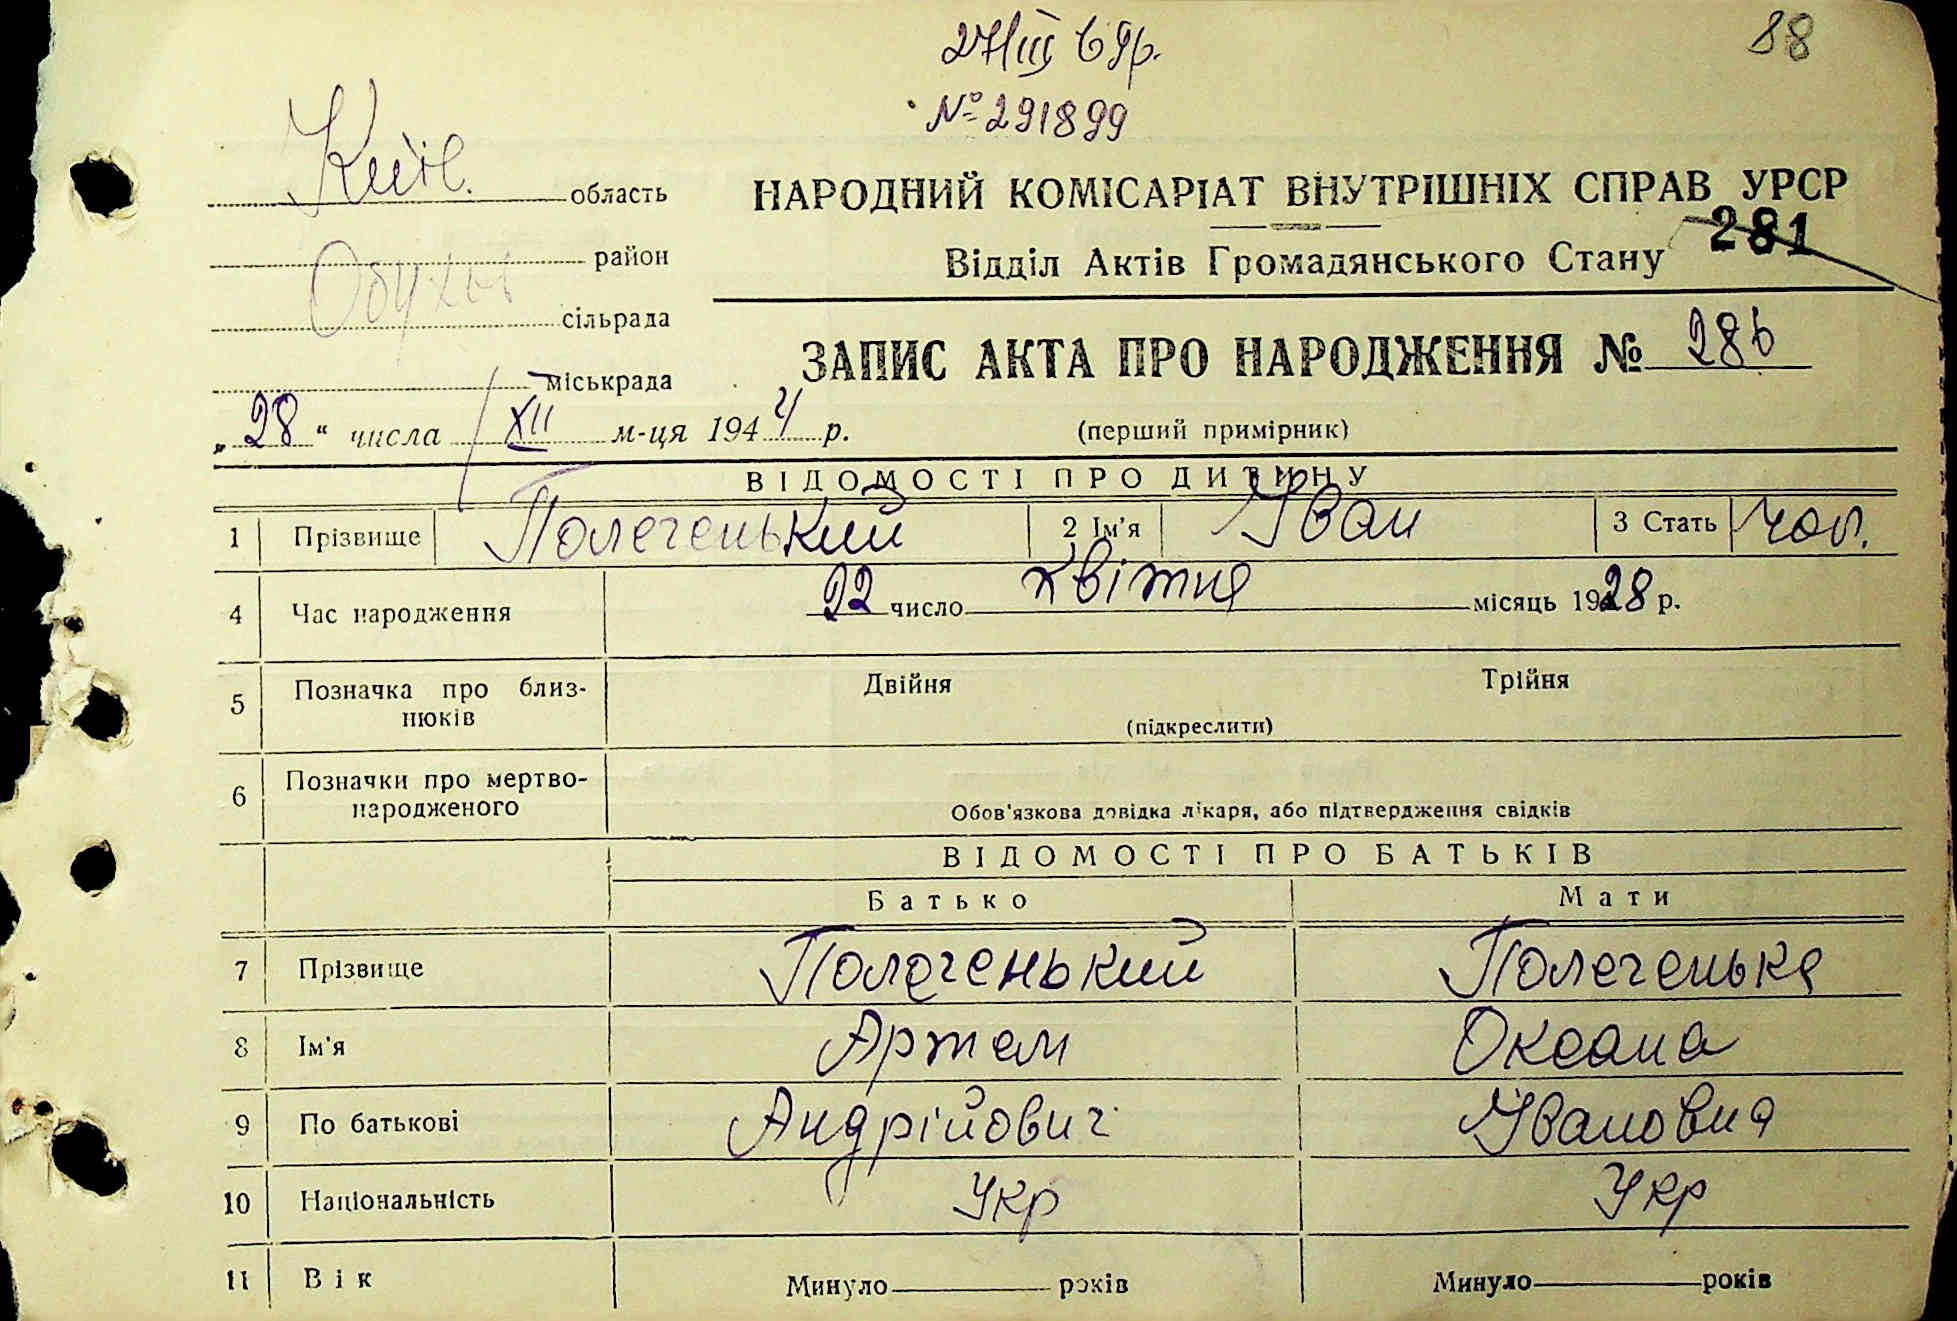 27/III 69р.
88
№ 291899
Київ. область
НАРОДНИЙ КОМІСАРІАТ ВНУТРІШНІХ СПРАВ УРСР
281
Обухів район
Відділ Актів Громадянського Стану
сільрада
ЗАПИС АКТА ПРО НАРОДЖЕННЯ № 286
міськрада
„28“ числа XII м-ця 1944 р.
(перший примірник)
ВІДОМОСТІ ПРО ДИТИНУ
1 Прізвище Полегенький 2 Ім'я Іван 3 Стать чол.
4 Час народження 22 число квітня місяць 1928 р.
5 Позначка про близ-
нюків
Двійня Трійня
(підкреслити)
6 Позначки про мертво-
народженого
Обов'язкова довідка лікаря, або підтвердження свідків
ВІДОМОСТІ ПРО БАТЬКІВ
Батько Мати
7 Прізвище Полегенький Полегенька
8 Ім'я Артем Оксана
9 По батькові Андрійович Івановна
10 Національність Укр Укр
11 Вік Минуло років Минуло років